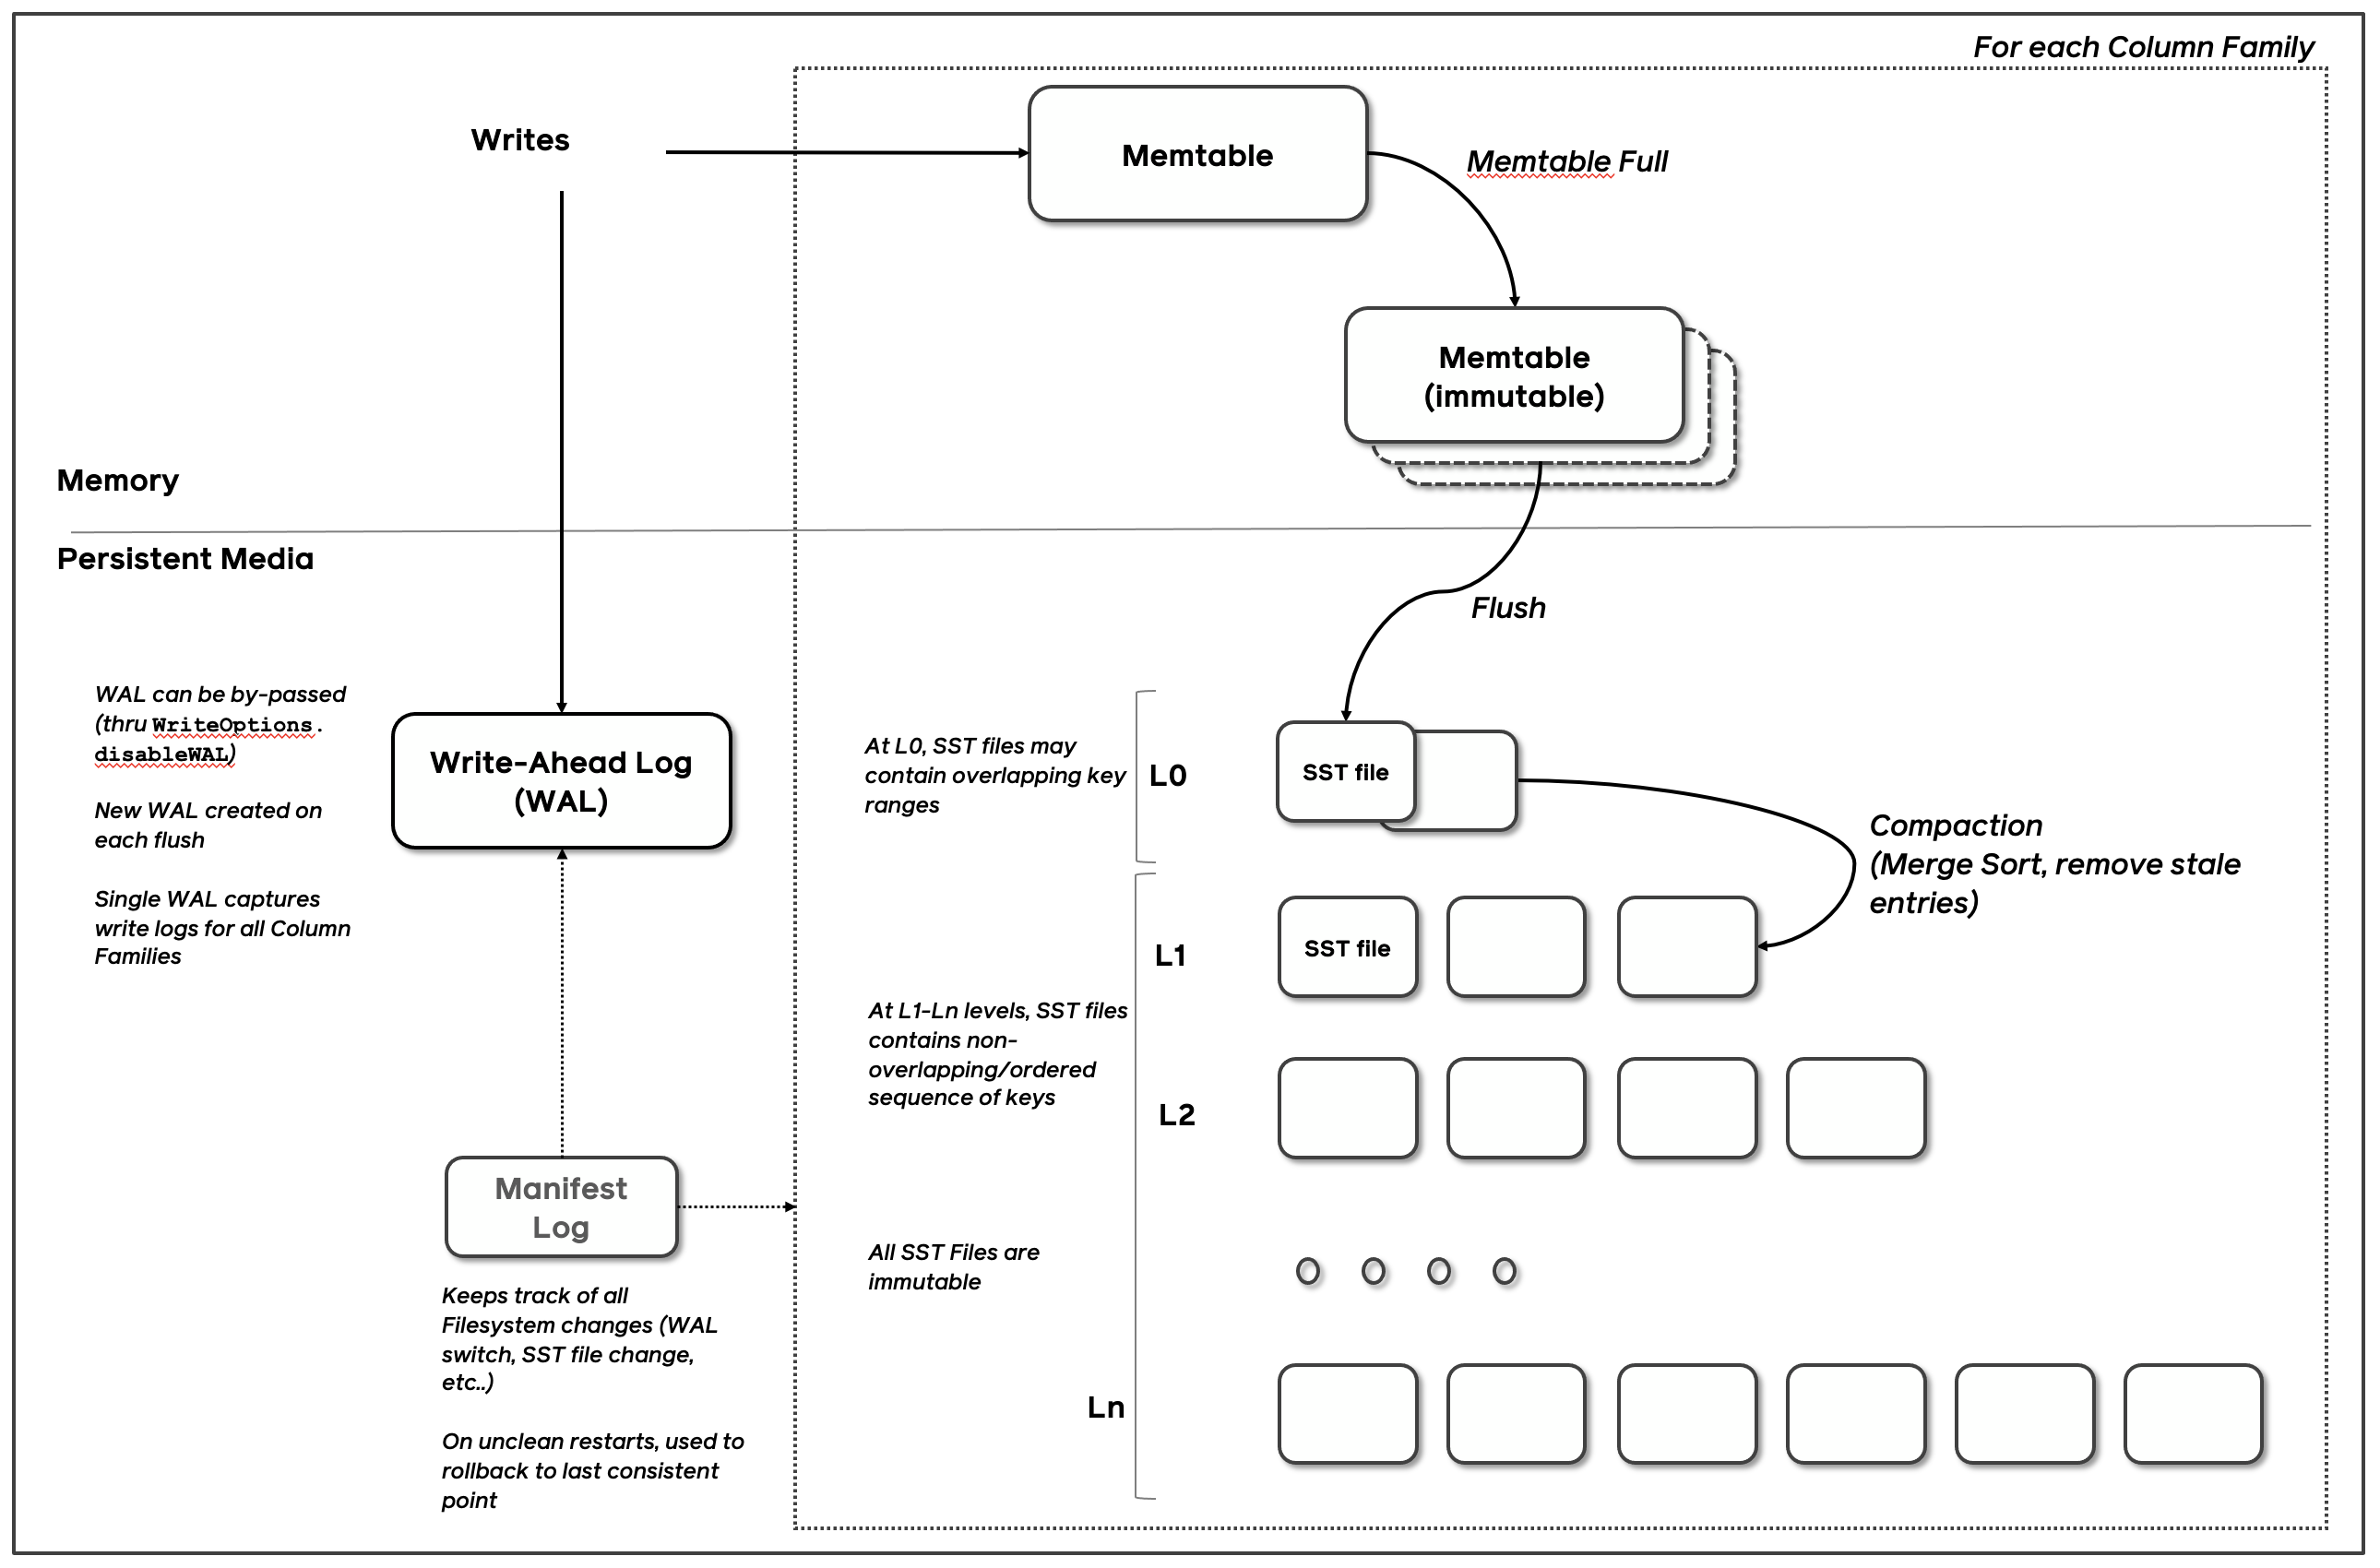 For each Column Family
Writes
Memtable
Memtable Full
Memtable
(immutable)
Memory
Persistent Media
Flush
WAL can be by-passed
(thru WriteOptions.
disableWAL)
New WAL created on
each flush
Single WAL captures
write logs for all Column
Families
Write-Ahead Log
(WAL)
At L0, SST files may
contain overlapping key
ranges
L0
SST file
Compaction
(Merge Sort, remove stale
entries)
L1
SST file
At L1-Ln levels, SST files
contains non-
overlapping/ordered
sequence of keys
L2
Manifest
Log
All SST Files are
immutable
Keeps track of all
Filesystem changes (WAL
switch, SST file change,
etc..)
Ln
On unclean restarts, used to
rollback to last consistent
point